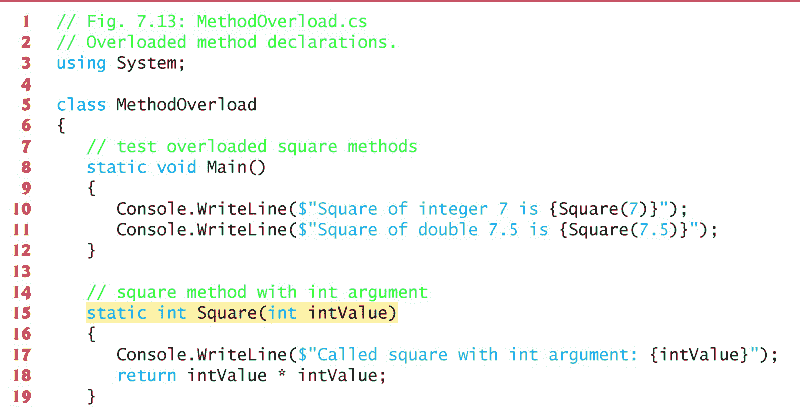 1 // Fig. 7.13: MethodOverload.cs
2 // Overloaded method declarations.
3 using System;
4
5 class MethodOverload
6 {
7 // test overloaded square methods
8 static void Main()
9 {
10 Console.WriteLine($"Square of integer 7 is {Square(7)}");
11 Console.WriteLine($"Square of double 7.5 is {Square(7.5)}");
12 }
13
14 // square method with int argument
15 static int Square(int intValue)
16 {
17 Console.WriteLine($"Called square with int argument: {intValue}");
18 return intValue * intValue;
19 }